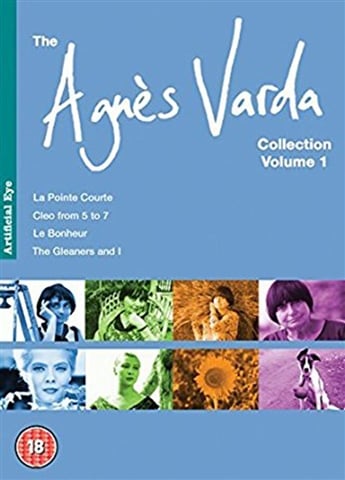 The
Agnès Varda
Collection
Volume 1
La Pointe Courte
Cleo from 5 to 7
Le Bonheur
The Gleaners and I
Artificial Eye
18